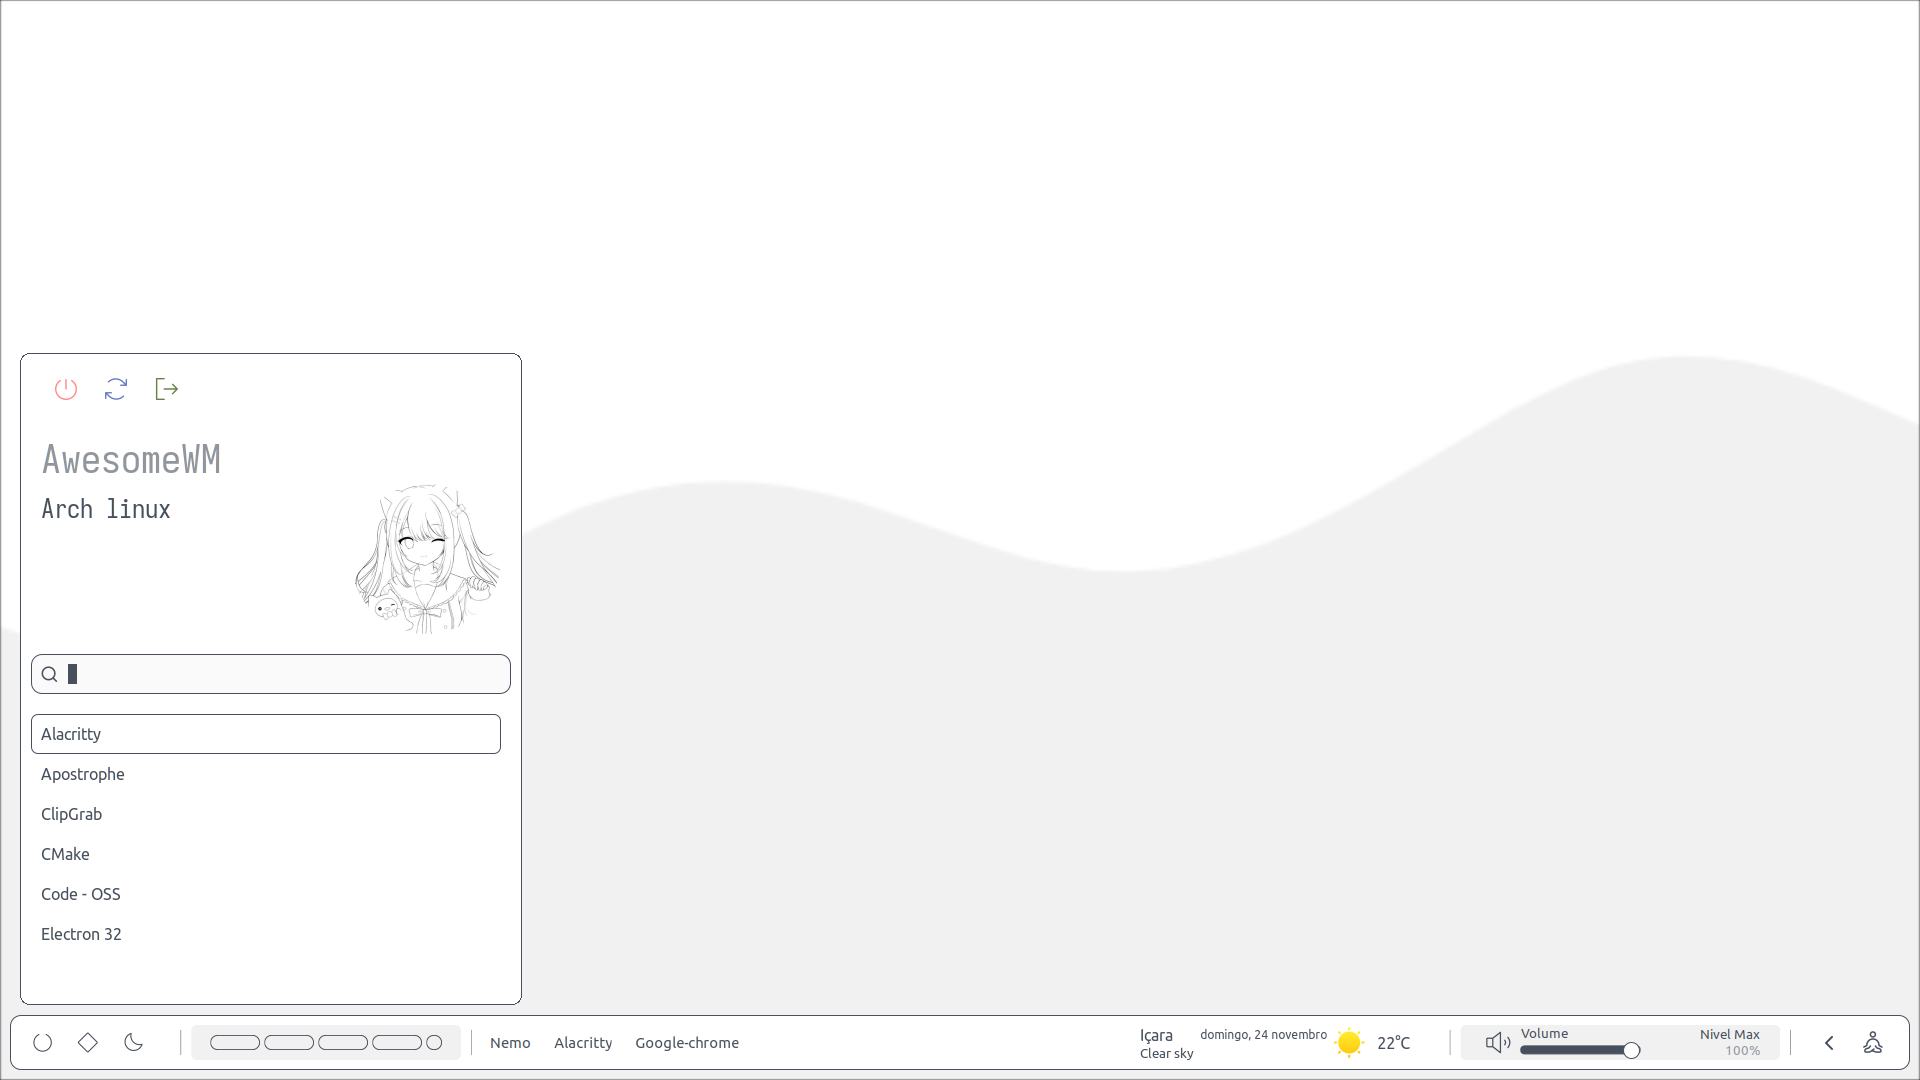 AwesomeWM
Arch linux
Alacritty
Apostrophe
ClipGrab
CMake
Code - OSS
Electron 32
Nemo Alacritty Google-chrome
Içara domingo, 24 novembro
Clear sky
22°C
Volume Nivel Max
100%